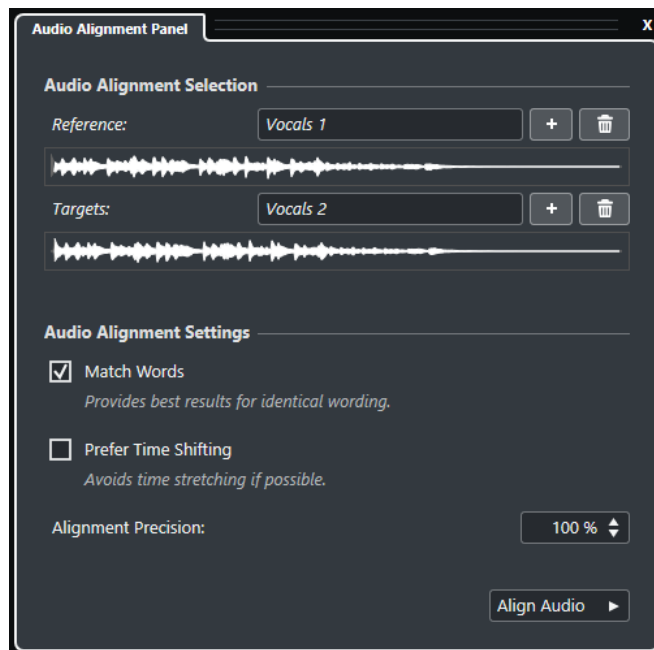 Audio Alignment Panel
X
Audio Alignment Selection
Reference: Vocals 1 +
Targets: Vocals 2 +
Audio Alignment Settings
Match Words
Provides best results for identical wording.
Prefer Time Shifting
Avoids time stretching if possible.
Alignment Precision: 100 %
Align Audio